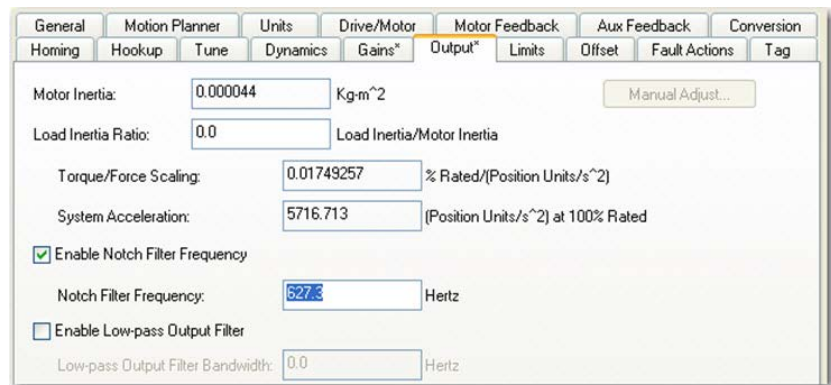 General Motion Planner Units Drive/Motor Motor Feedback Aux Feedback Conversion
Homing Hookup Tune Dynamics Gains* Output* Limits Offset Fault Actions Tag
Motor Inertia: 0.000044 Kg-m^2 Manual Adjust...
Load Inertia Ratio: 0.0 Load Inertia/Motor Inertia
Torque/Force Scaling: 0.01749257 % Rated/(Position Units/s^2)
System Acceleration: 5716.713 (Position Units/s^2) at 100% Rated
Enable Notch Filter Frequency
Notch Filter Frequency: 627.3 Hertz
Enable Low-pass Output Filter
Low-pass Output Filter Bandwidth: 0.0 Hertz